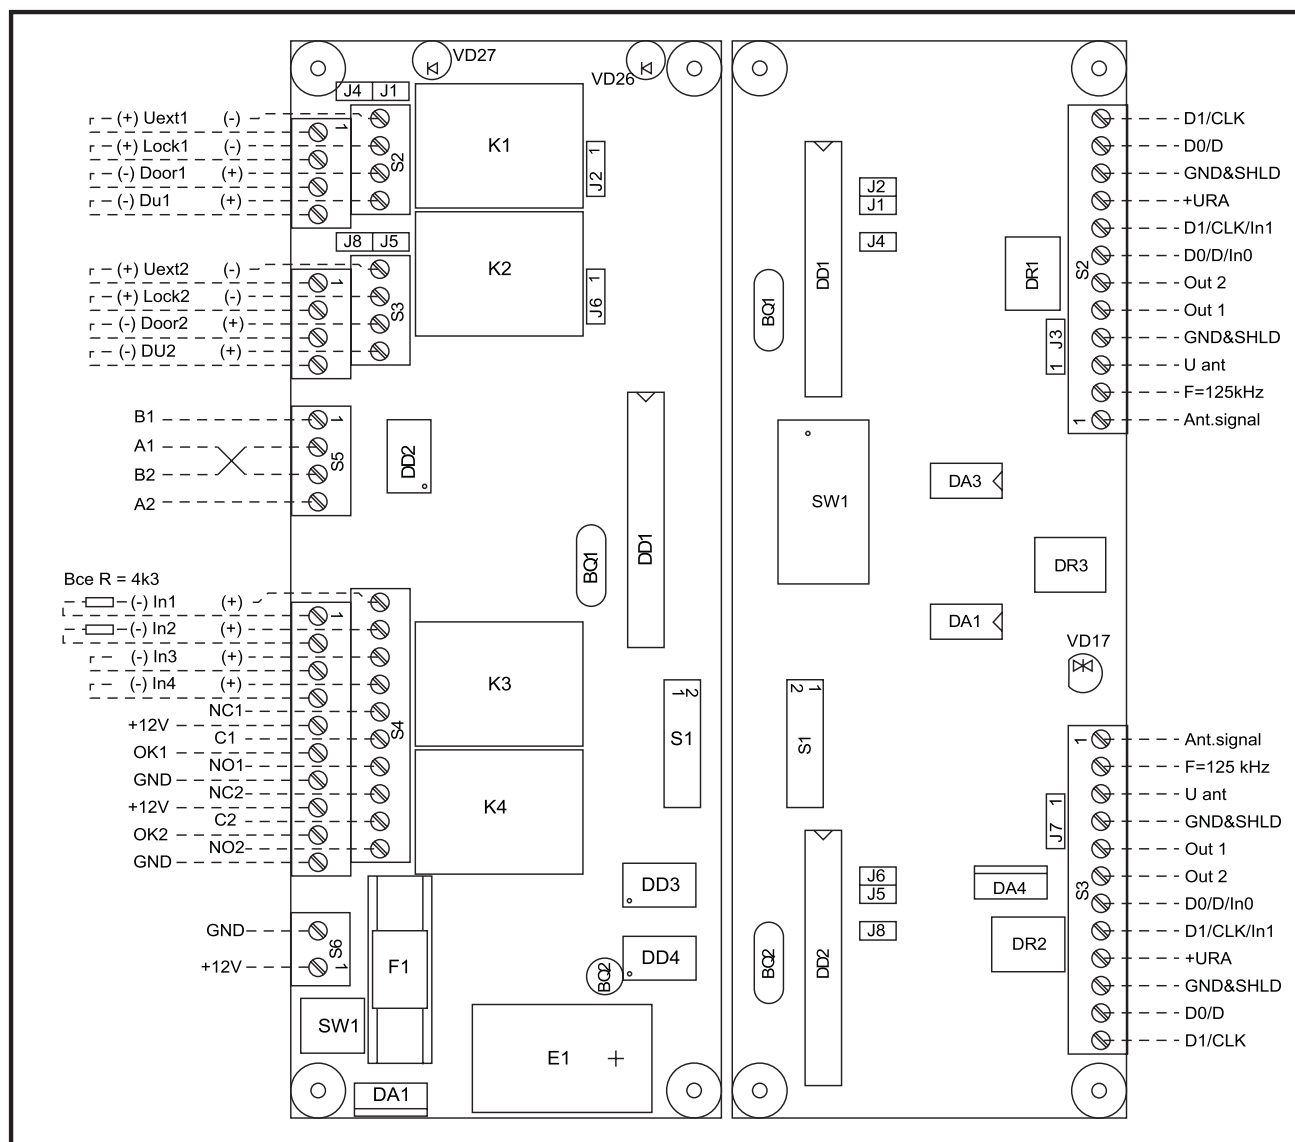 VD27
VD26
J4 J1
(+) Uext1 (-)
(+) Lock1 (-)
(-) Door1 (+)
(-) Du1 (+)
1
S2
K1
J2 1
J8 J5
(+) Uext2 (-)
(+) Lock2 (-)
(-) Door2 (+)
(-) DU2 (+)
1
S3
K2
J6 1
B1
A1
B2
A2
1
S5
DD2
BQ1
DD1
Bce R = 4k3
(-) In1 (+)
(-) In2 (+)
(-) In3 (+)
(-) In4 (+)
NC1
+12V
C1
OK1
NO1
GND
NC2
+12V
C2
OK2
NO2
GND
1
S4
K3
K4
1 2
S1
DD3
DD4
BQ2
GND
+12V
S6
1
F1
SW1
E1
DA1
DD1
J2
J1
J4
BQ1
DR1
J3
1
S2
1
D1/CLK
D0/D
GND&SHLD
+URA
D1/CLK/In1
D0/D/In0
Out 2
Out 1
GND&SHLD
U ant
F=125kHz
Ant.signal
SW1
DA3
DR3
DA1
VD17
2 1
S1
DD2
BQ2
J6
J5
J8
J7 1
DA4
DR2
1
S3
Ant.signal
F=125 kHz
U ant
GND&SHLD
Out 1
Out 2
D0/D/In0
D1/CLK/In1
+URA
GND&SHLD
D0/D
D1/CLK